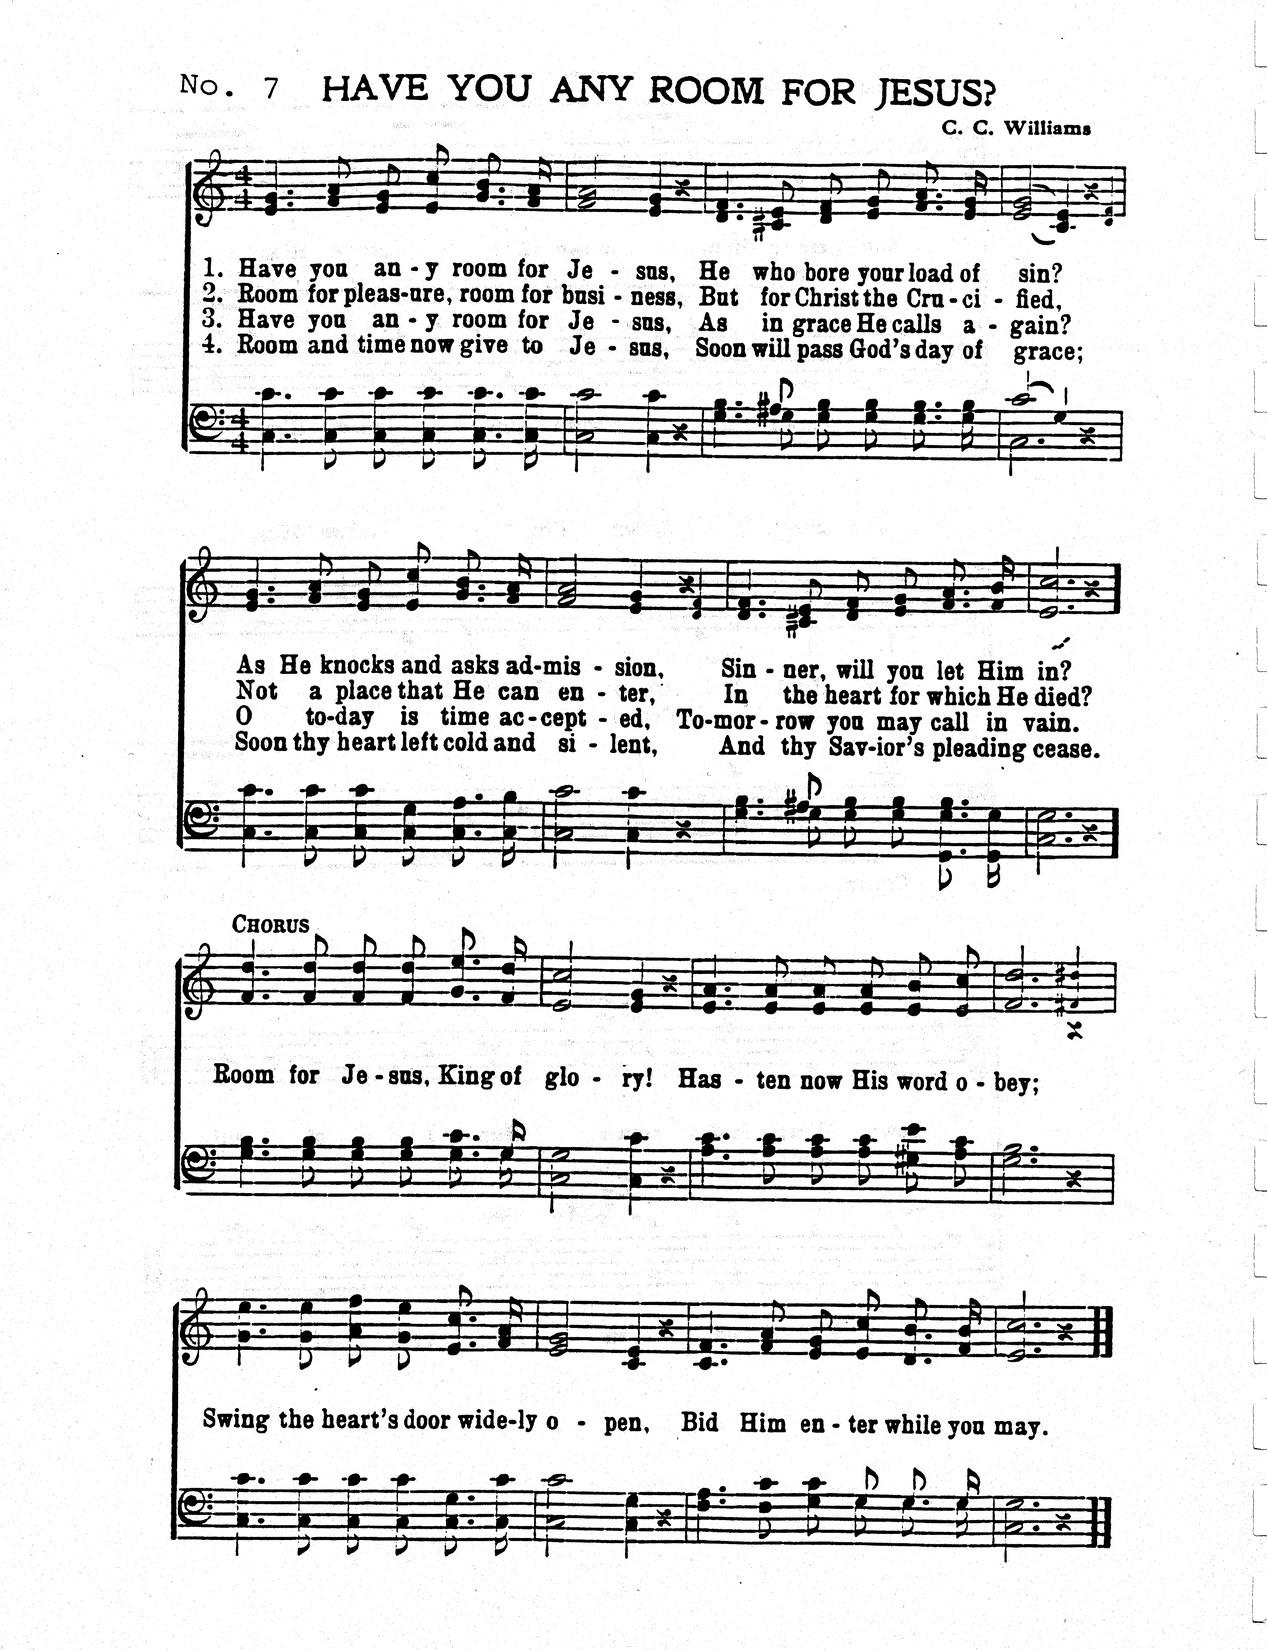 No. 7 HAVE YOU ANY ROOM FOR JESUS?
C. C. Williams
1. Have you an - y room for Je - sus, He who bore your load of sin?
2. Room for pleas-ure, room for busi - ness, But for Christ the Cru - ci - fied,
3. Have you an - y room for Je - sus, As in grace He calls a - gain?
4. Room and time now give to Je - sus, Soon will pass God's day of grace;
As He knocks and asks ad-mis - sion, Sin - ner, will you let Him in?
Not a place that He can en - ter, In the heart for which He died?
O to-day is time ac-cept - ed, To-mor-row you may call in vain.
Soon thy heart left cold and si - lent, And thy Sav-ior's pleading cease.
CHORUS
Room for Je - sus, King of glo - ry! Has - ten now His word o - bey;
Swing the heart's door wide-ly o - pen, Bid Him en - ter while you may.